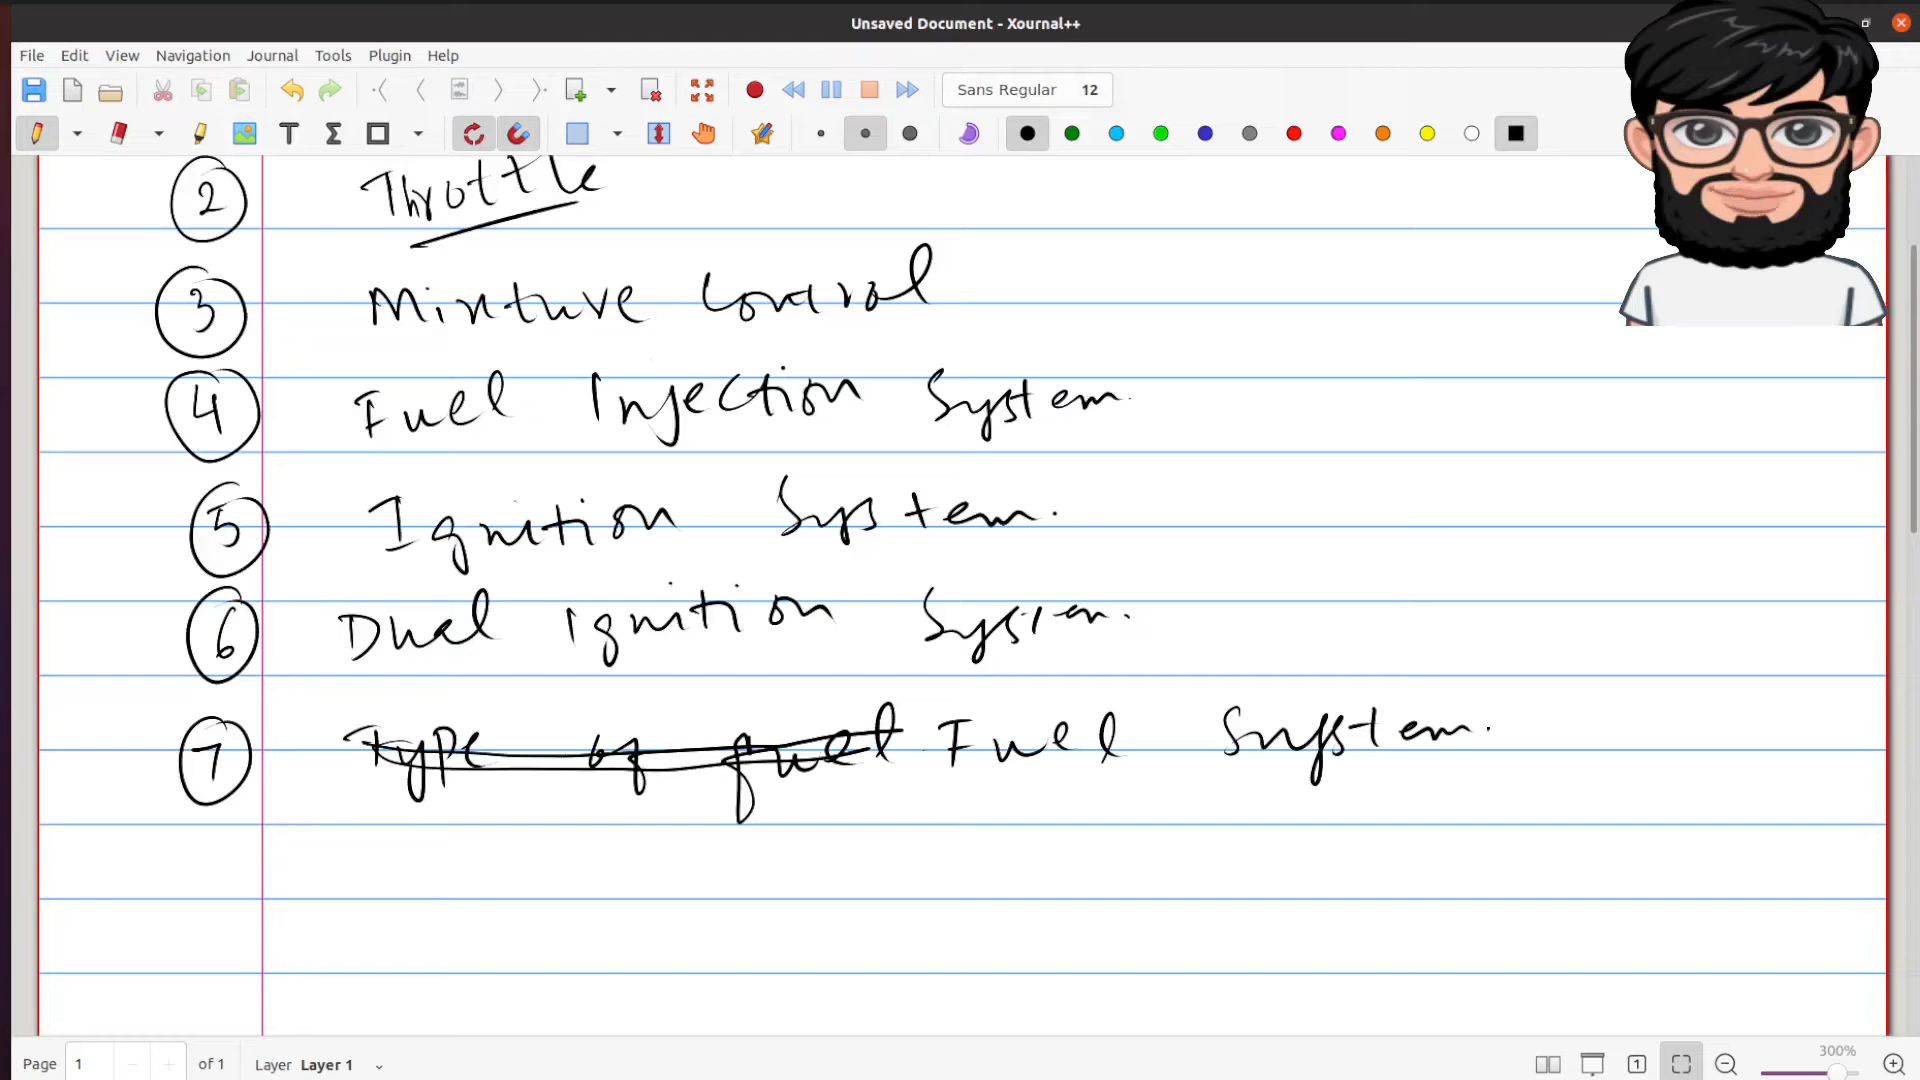 Unsaved Document - Xournal++
File Edit View Navigation Journal Tools Plugin Help
Sans Regular 12
2 Throttle
3 Mixture Control
4 Fuel Injection System.
5 Ignition System.
6 Dual ignition System.
7 Type of fuel Fuel System.
Page 1 of 1 Layer Layer 1 300%